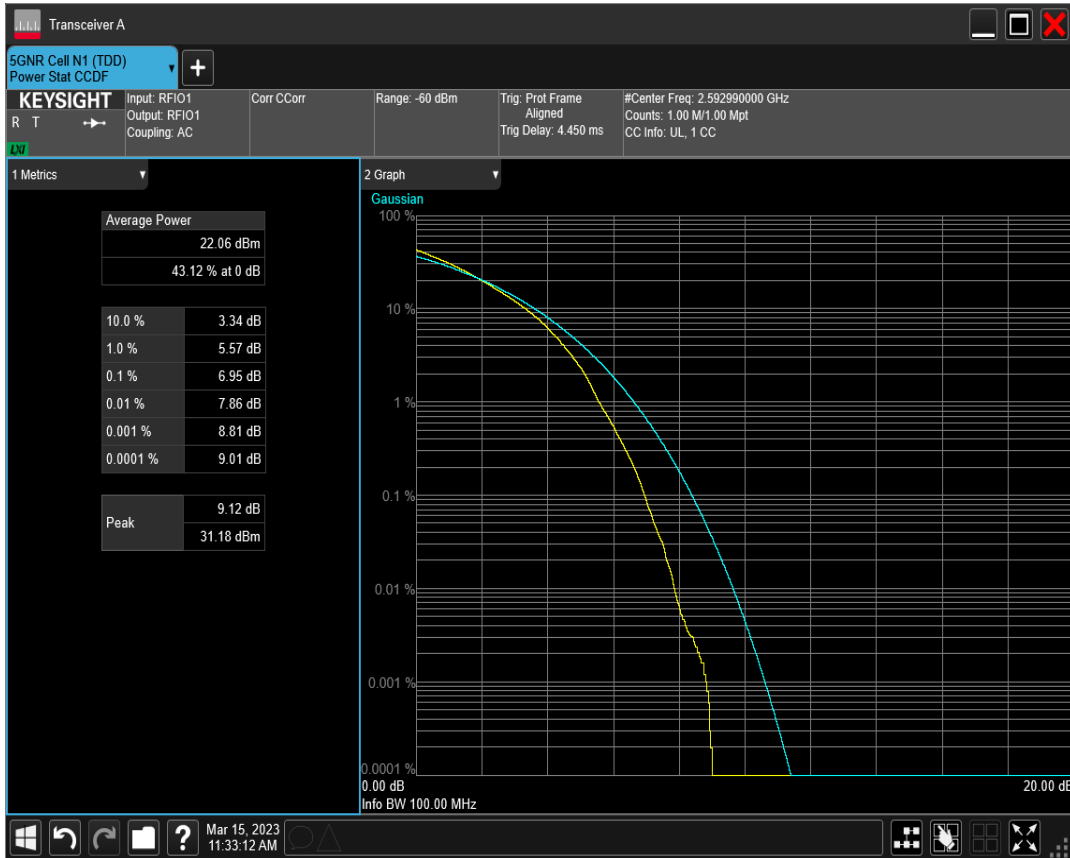 Transceiver A
5GNR Cell N1 (TDD)
Power Stat CCDF
+
KEYSIGHT
R T
LXI
Input: RFIO1
Output: RFIO1
Coupling: AC
Corr CCorr
Range: -60 dBm
Trig: Prot Frame
Aligned
Trig Delay: 4.450 ms
#Center Freq: 2.592990000 GHz
Counts: 1.00 M/1.00 Mpt
CC Info: UL, 1 CC
1 Metrics
Average Power
22.06 dBm
43.12 % at 0 dB
10.0 % 3.34 dB
1.0 % 5.57 dB
0.1 % 6.95 dB
0.01 % 7.86 dB
0.001 % 8.81 dB
0.0001 % 9.01 dB
Peak
9.12 dB
31.18 dBm
2 Graph
Gaussian
100 %
10 %
1 %
0.1 %
0.01 %
0.001 %
0.0001 %
0.00 dB 20.00 dB
Info BW 100.00 MHz
?
Mar 15, 2023
11:33:12 AM